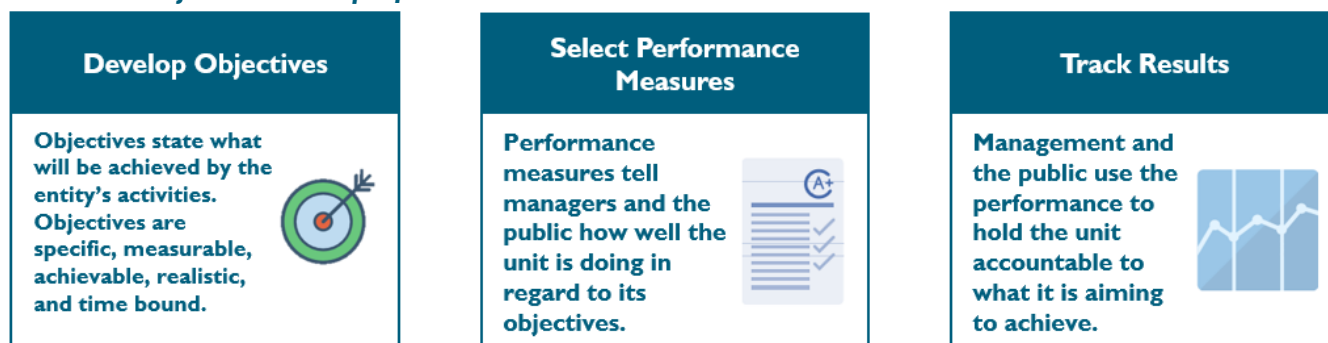 Develop Objectives
Objectives state what
will be achieved by the
entity's activities.
Objectives are
specific, measurable,
achievable, realistic,
and time bound.
Select Performance
Measures
Performance
measures tell
managers and the
public how well the
unit is doing in
regard to its
objectives.
A+
Track Results
Management and
the public use the
performance to
hold the unit
accountable to
what it is aiming
to achieve.